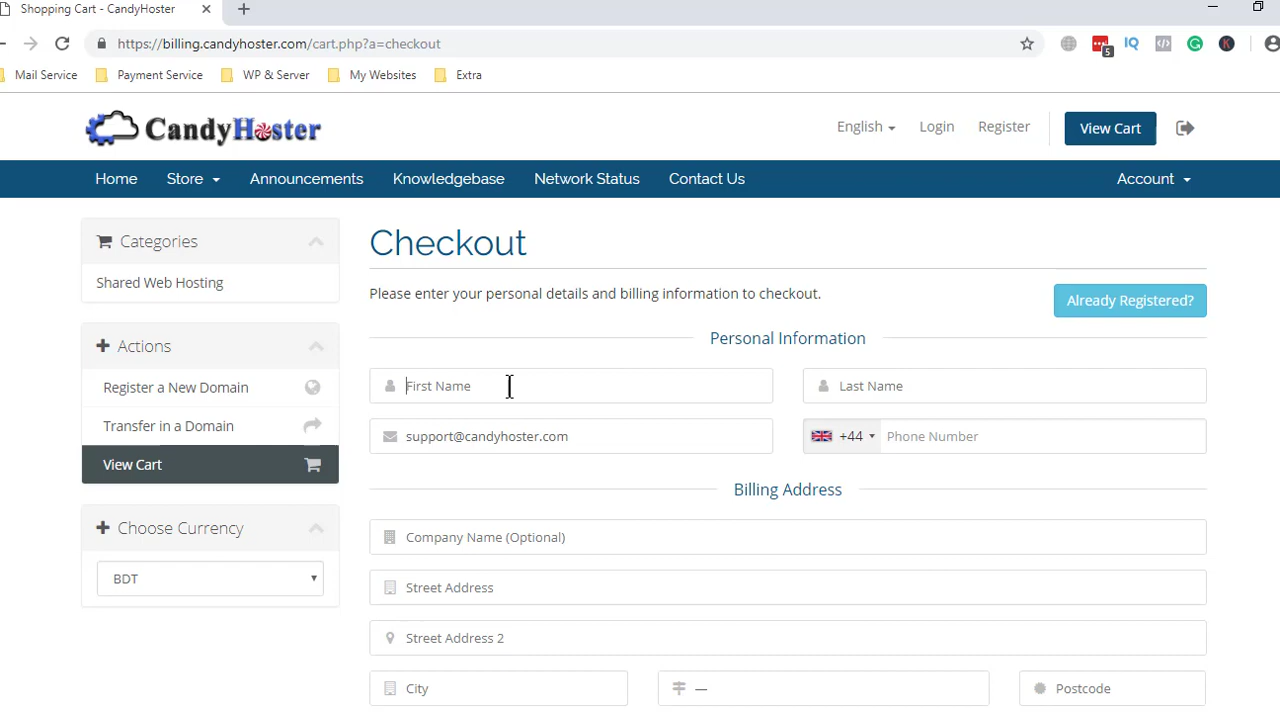 Shopping Cart - CandyHoster
https://billing.candyhoster.com/cart.php?a=checkout
5
Mail Service
Payment Service
WP & Server
My Websites
Extra
CandyHoster
English
Login
Register
View Cart
Home
Store
Announcements
Knowledgebase
Network Status
Contact Us
Account
Categories
Shared Web Hosting
Actions
Register a New Domain
Transfer in a Domain
View Cart
Choose Currency
BDT
Checkout
Please enter your personal details and billing information to checkout.
Already Registered?
Personal Information
First Name
Last Name
support@candyhoster.com
+44
Phone Number
Billing Address
Company Name (Optional)
Street Address
Street Address 2
City
—
Postcode